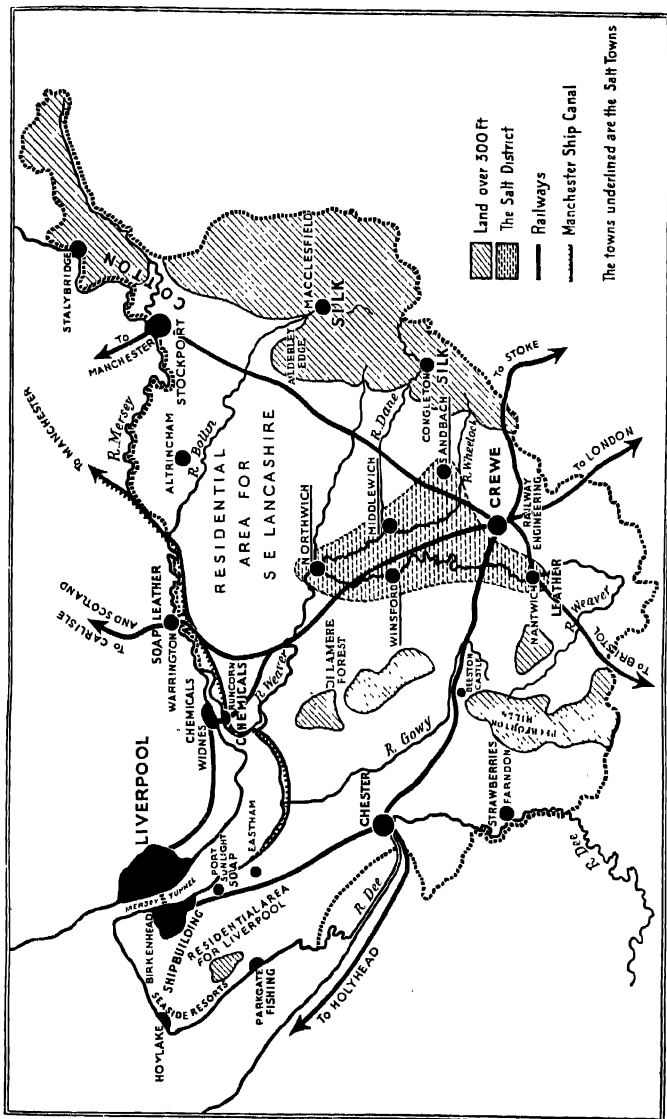 STALYBRIDGE
COTTON
TO
MANCHESTER
STOCKPORT
TO MANCHESTER
R. Mersey
ALTRINCHAM
R. Bollin
MACCLESFIELD
SILK
ALDERLEY
EDGE
RESIDENTIAL
AREA FOR
S E LANCASHIRE
R. Dane
CONGLETON
SILK
SANDBACH
R. Wheelock
TO STOKE
NORTHWICH
MIDDLEWICH
WINSFORD
CREWE
RAILWAY
ENGINEERING
TO LONDON
NANTWICH
LEATHER
R. Weaver
TO BRISTOL
TO CARLISLE
AND SCOTLAND
SOAP LEATHER
WARRINGTON
CHEMICALS
WIDNES
RUNCORN
CHEMICALS
R. Weaver
DELAMERE
FOREST
BEESTON
CASTLE
PECKFORTON
HILLS
R. Gowy
LIVERPOOL
MERSEY TUNNEL
BIRKENHEAD
SHIPBUILDING
PORT
SUNLIGHT
SOAP
EASTHAM
RESIDENTIAL AREA
FOR LIVERPOOL
HOYLAKE
SEASIDE RESORTS
PARKGATE
FISHING
R. Dee
CHESTER
STRAWBERRIES
FARNDON
R. Dee
TO HOLYHEAD
Land over 300 Ft
The Salt District
Railways
Manchester Ship Canal
The towns underlined are the Salt Towns